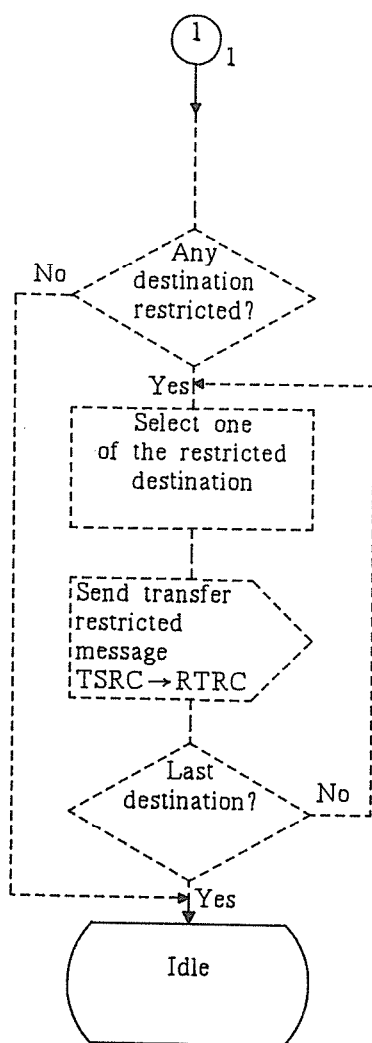 1
1
Any
destination
restricted?
No
Yes
Select one
of the restricted
destination
Send transfer
restricted
message
TSRC→RTRC
Last
destination?
No
Yes
Idle